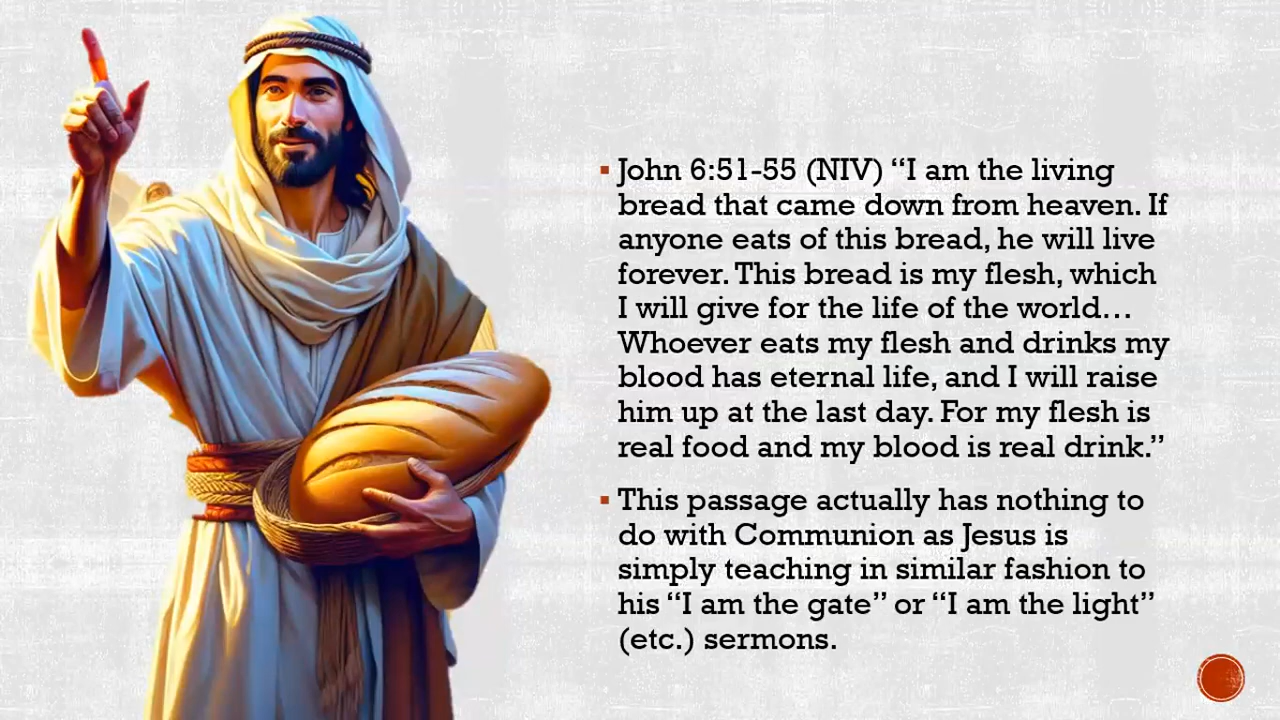 John 6:51-55 (NIV) “I am the living
bread that came down from heaven. If
anyone eats of this bread, he will live
forever. This bread is my flesh, which
I will give for the life of the world…
Whoever eats my flesh and drinks my
blood has eternal life, and I will raise
him up at the last day. For my flesh is
real food and my blood is real drink.”
This passage actually has nothing to
do with Communion as Jesus is
simply teaching in similar fashion to
his “I am the gate” or “I am the light”
(etc.) sermons.